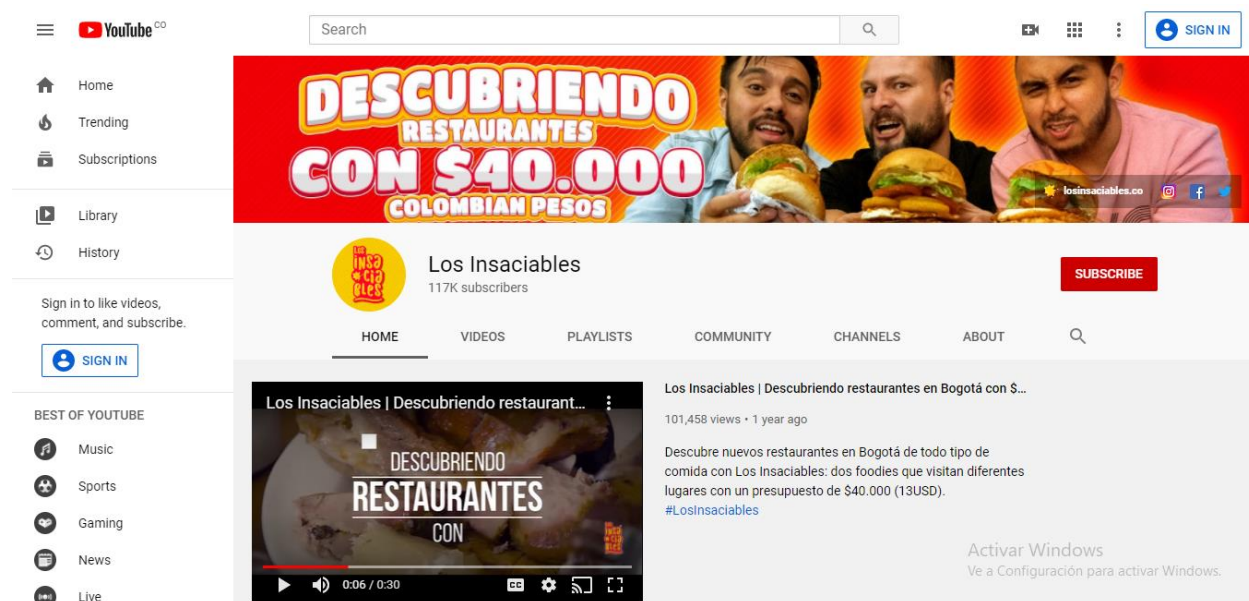 YouTube CO
Search
SIGN IN
Home
Trending
Subscriptions
Library
History
Sign in to like videos,
comment, and subscribe.
SIGN IN
BEST OF YOUTUBE
Music
Sports
Gaming
News
Live
DESCUBRIENDO
RESTAURANTES
CON $40.000
COLOMBIAN PESOS
losinsaciables.co
LOS
INSA
CIA
BLES
Los Insaciables
117K subscribers
SUBSCRIBE
HOME VIDEOS PLAYLISTS COMMUNITY CHANNELS ABOUT
Los Insaciables | Descubriendo restaurant...
DESCUBRIENDO
RESTAURANTES
CON
0:06 / 0:30
CC
Los Insaciables | Descubriendo restaurantes en Bogotá con $...
101,458 views • 1 year ago
Descubre nuevos restaurantes en Bogotá de todo tipo de
comida con Los Insaciables: dos foodies que visitan diferentes
lugares con un presupuesto de $40.000 (13USD).
#LosInsaciables
Activar Windows
Ve a Configuración para activar Windows.